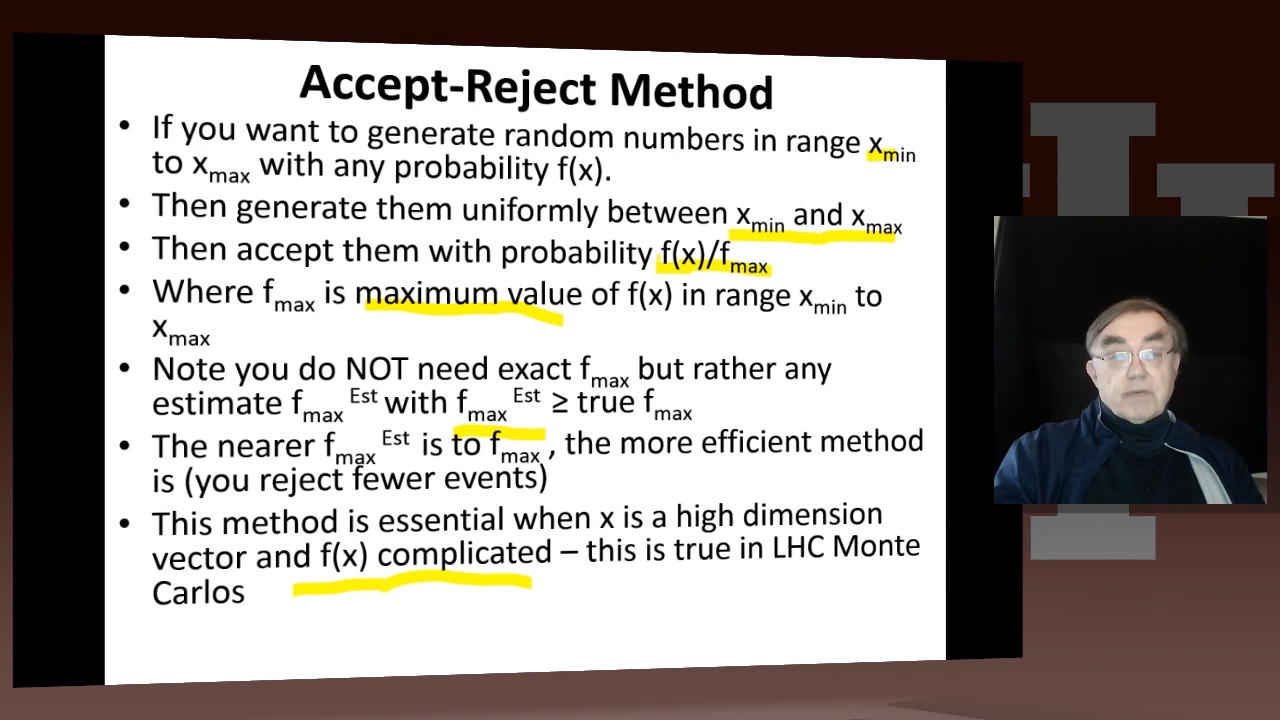 Accept-Reject Method
• If you want to generate random numbers in range xmin
to xmax with any probability f(x).
• Then generate them uniformly between xmin and xmax
• Then accept them with probability f(x)/fmax
• Where fmax is maximum value of f(x) in range xmin to
xmax
• Note you do NOT need exact fmax but rather any
estimate fmax Est with fmax Est ≥ true fmax
• The nearer fmax Est is to fmax , the more efficient method
is (you reject fewer events)
• This method is essential when x is a high dimension
vector and f(x) complicated – this is true in LHC Monte
Carlos